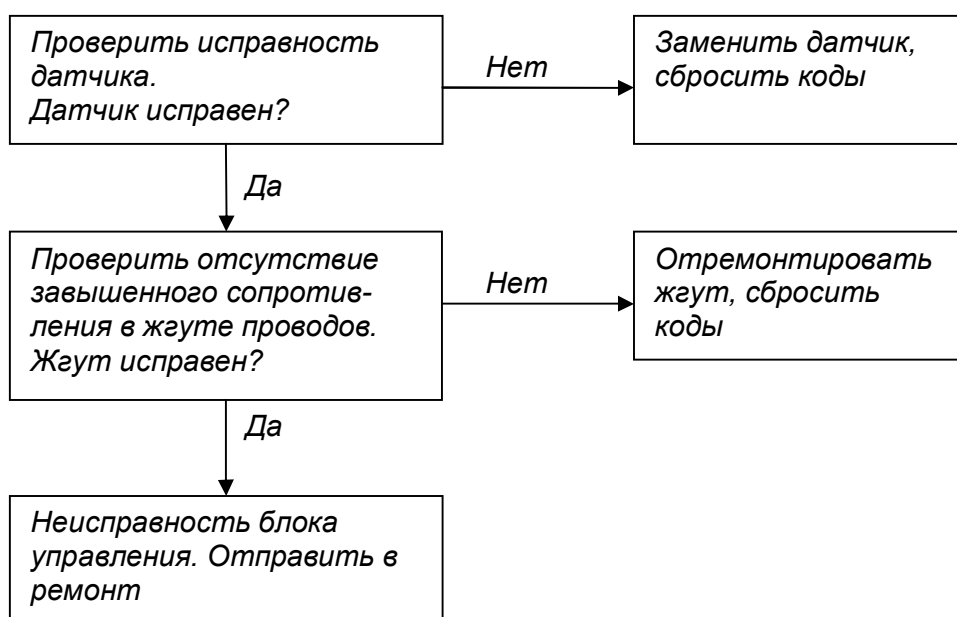 Проверить исправность
датчика.
Датчик исправен?
Нет
Заменить датчик,
сбросить коды
Да
Проверить отсутствие
завышенного сопротив-
ления в жгуте проводов.
Жгут исправен?
Нет
Отремонтировать
жгут, сбросить
коды
Да
Неисправность блока
управления. Отправить в
ремонт